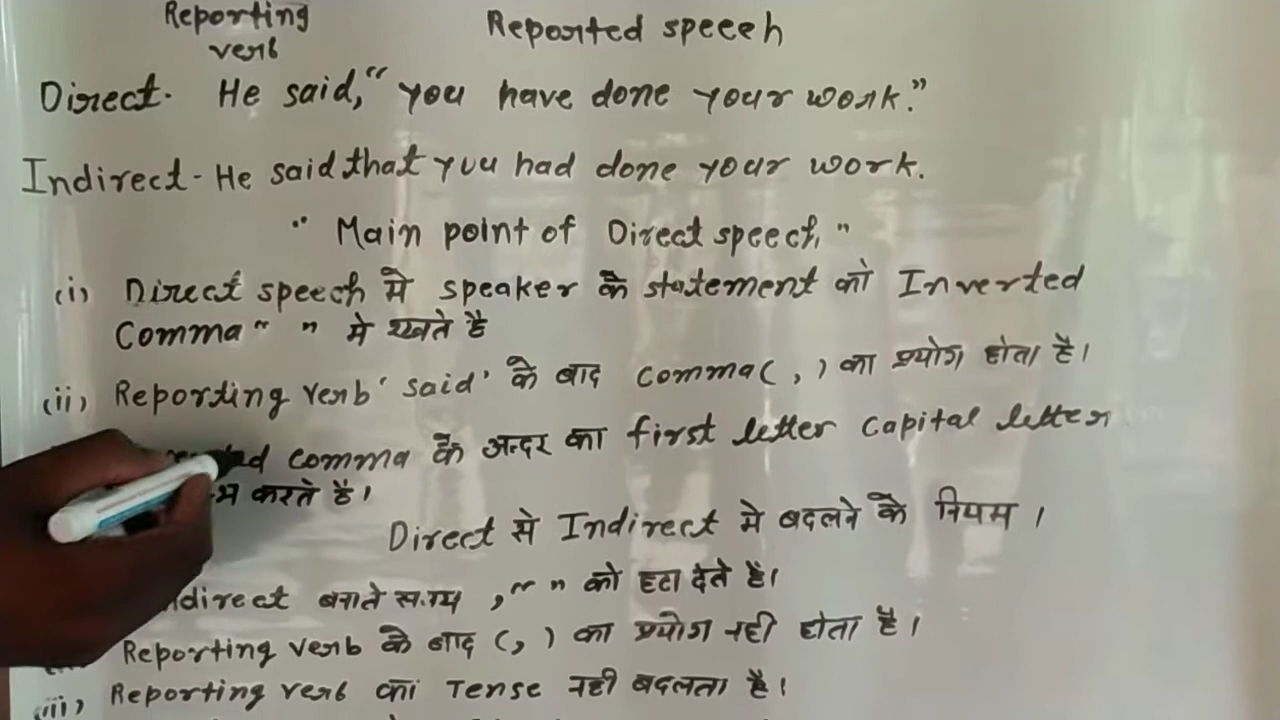 Reporting Reported speech
verb
Direct. He said, "you have done your work."
Indirect - He said that you had done your work.
" Main point of Direct speech "
(i) Direct speech मे speaker के statement को Inverted
Comma " " मे रखते है
(ii) Reporting verb 'said' के बाद comma ( , ) का प्रयोग होता है।
comma के अन्दर का first letter capital letter
करते है।
Direct से Indirect मे बदलने के नियम ।
ndirect बनाते समय , " " को हटा देते है।
Reporting verb के बाद ( , ) का प्रयोग नही होता है।
(iii) Reporting verb का Tense नही बदलता है।